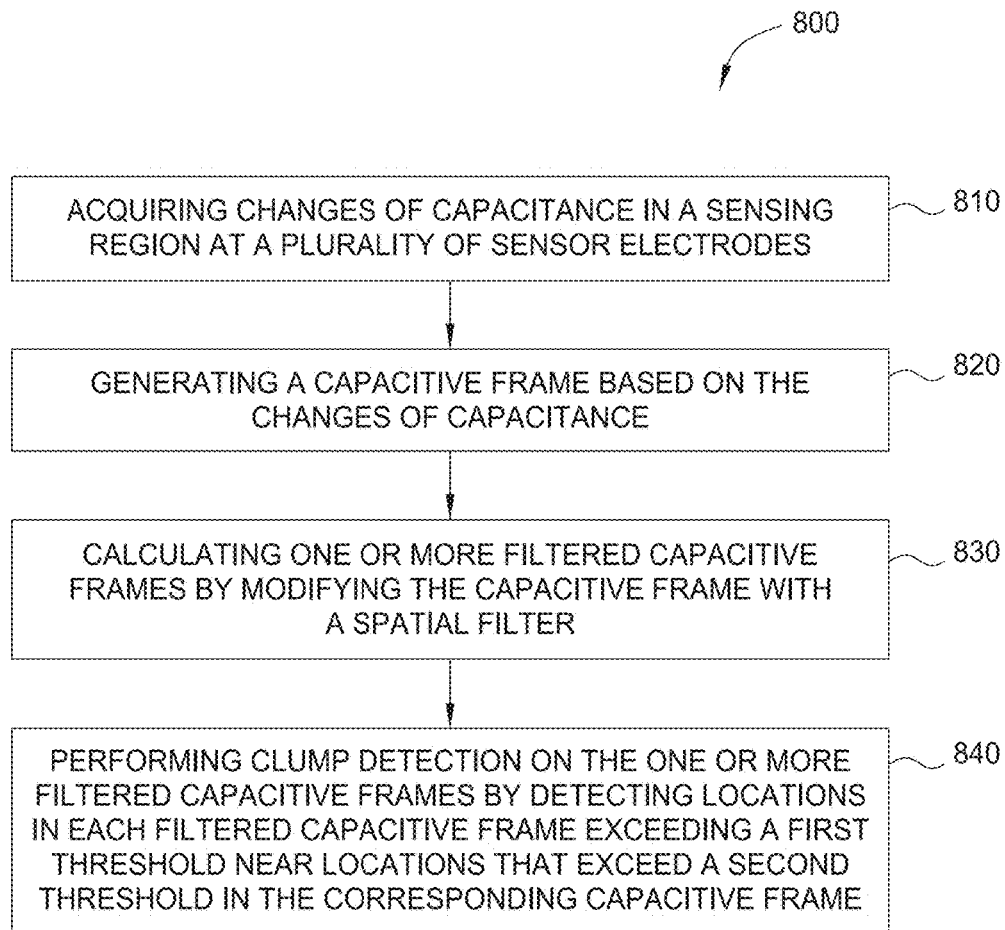 800
ACQUIRING CHANGES OF CAPACITANCE IN A SENSING
REGION AT A PLURALITY OF SENSOR ELECTRODES
810
GENERATING A CAPACITIVE FRAME BASED ON THE
CHANGES OF CAPACITANCE
820
CALCULATING ONE OR MORE FILTERED CAPACITIVE
FRAMES BY MODIFYING THE CAPACITIVE FRAME WITH
A SPATIAL FILTER
830
PERFORMING CLUMP DETECTION ON THE ONE OR MORE
FILTERED CAPACITIVE FRAMES BY DETECTING LOCATIONS
IN EACH FILTERED CAPACITIVE FRAME EXCEEDING A FIRST
THRESHOLD NEAR LOCATIONS THAT EXCEED A SECOND
THRESHOLD IN THE CORRESPONDING CAPACITIVE FRAME
840